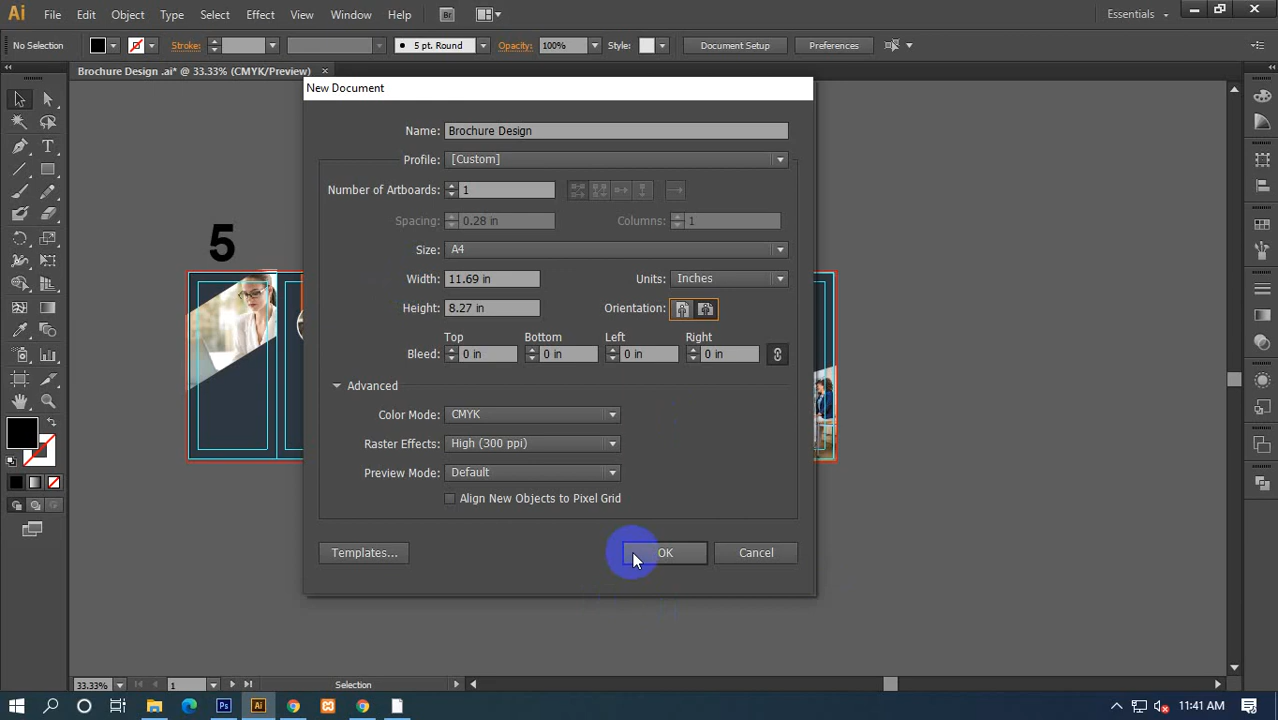 Ai File Edit Object Type Select Effect View Window Help Br Essentials
No Selection Stroke: 5 pt. Round Opacity: 100% Style: Document Setup Preferences
Brochure Design .ai* @ 33.33% (CMYK/Preview) ×
New Document
Name: Brochure Design
Profile: [Custom]
Number of Artboards: 1
Spacing: 0.28 in Columns: 1
Size: A4
Width: 11.69 in Units: Inches
Height: 8.27 in Orientation:
Top Bottom Left Right
Bleed: 0 in 0 in 0 in 0 in
Advanced
Color Mode: CMYK
Raster Effects: High (300 ppi)
Preview Mode: Default
Align New Objects to Pixel Grid
Templates... OK Cancel
5
33.33% 1 Selection
Ps Ai 11:41 AM